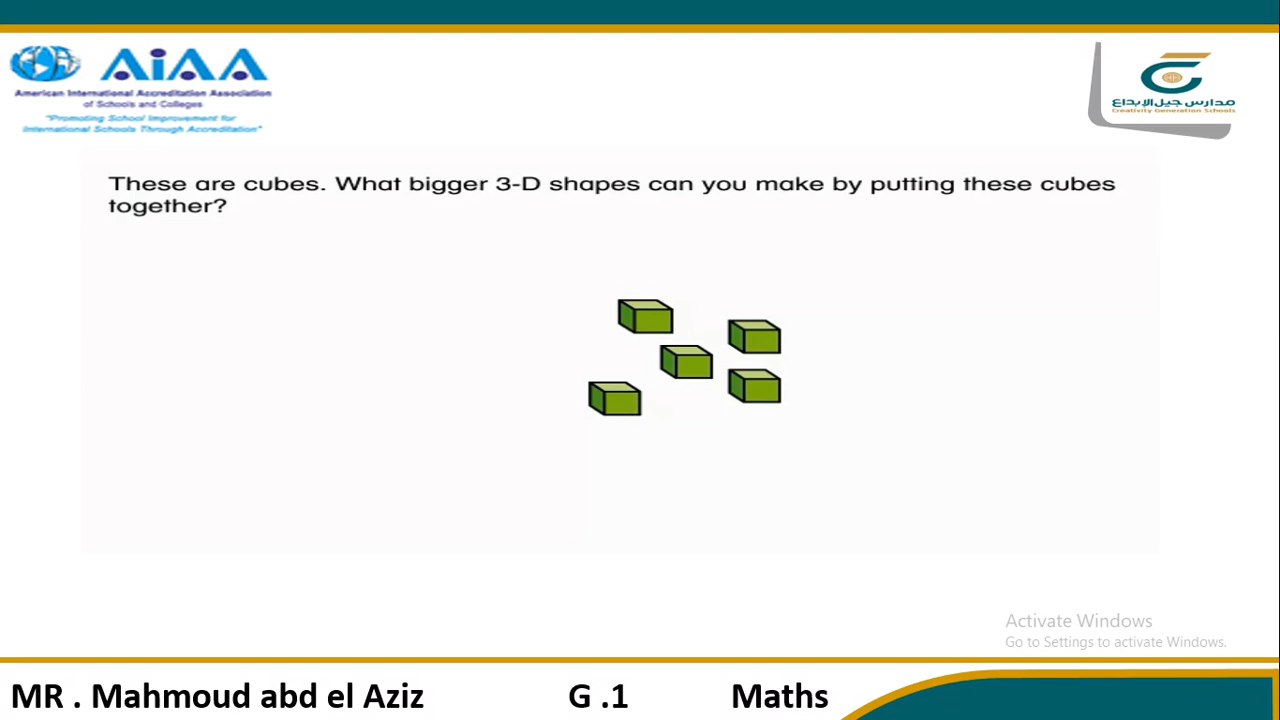 AiAA
American International Accreditation Association
of Schools and Colleges
"Promoting School Improvement for
International Schools Through Accreditation"
مدارس جيل الإبداع
Creativity Generation Schools
These are cubes. What bigger 3-D shapes can you make by putting these cubes
together?
Activate Windows
Go to Settings to activate Windows.
MR . Mahmoud abd el Aziz G .1 Maths